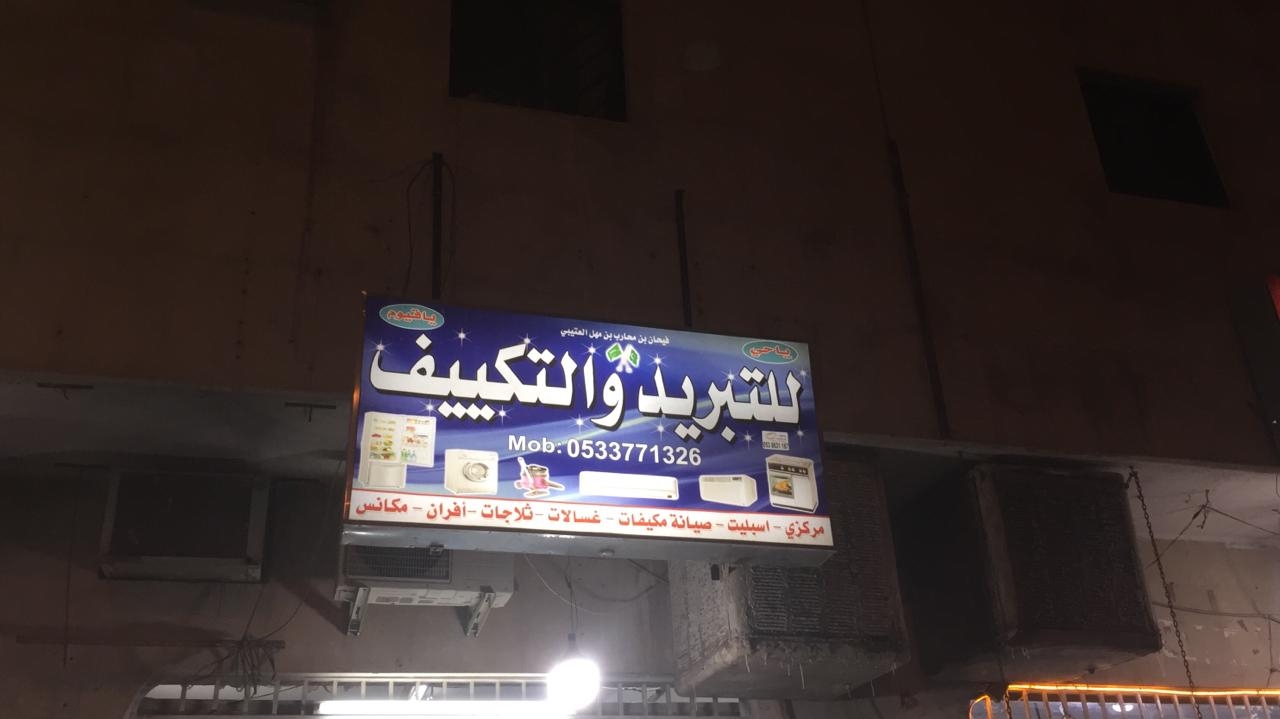 ياحي
ياقيوم
فيحان بن محارب بن مهل العتيبي
للتبريد والتكييف
Mob: 0533771326
مركزي - اسبليت - صيانة مكيفات - غسالات - ثلاجات - أفران - مكانس